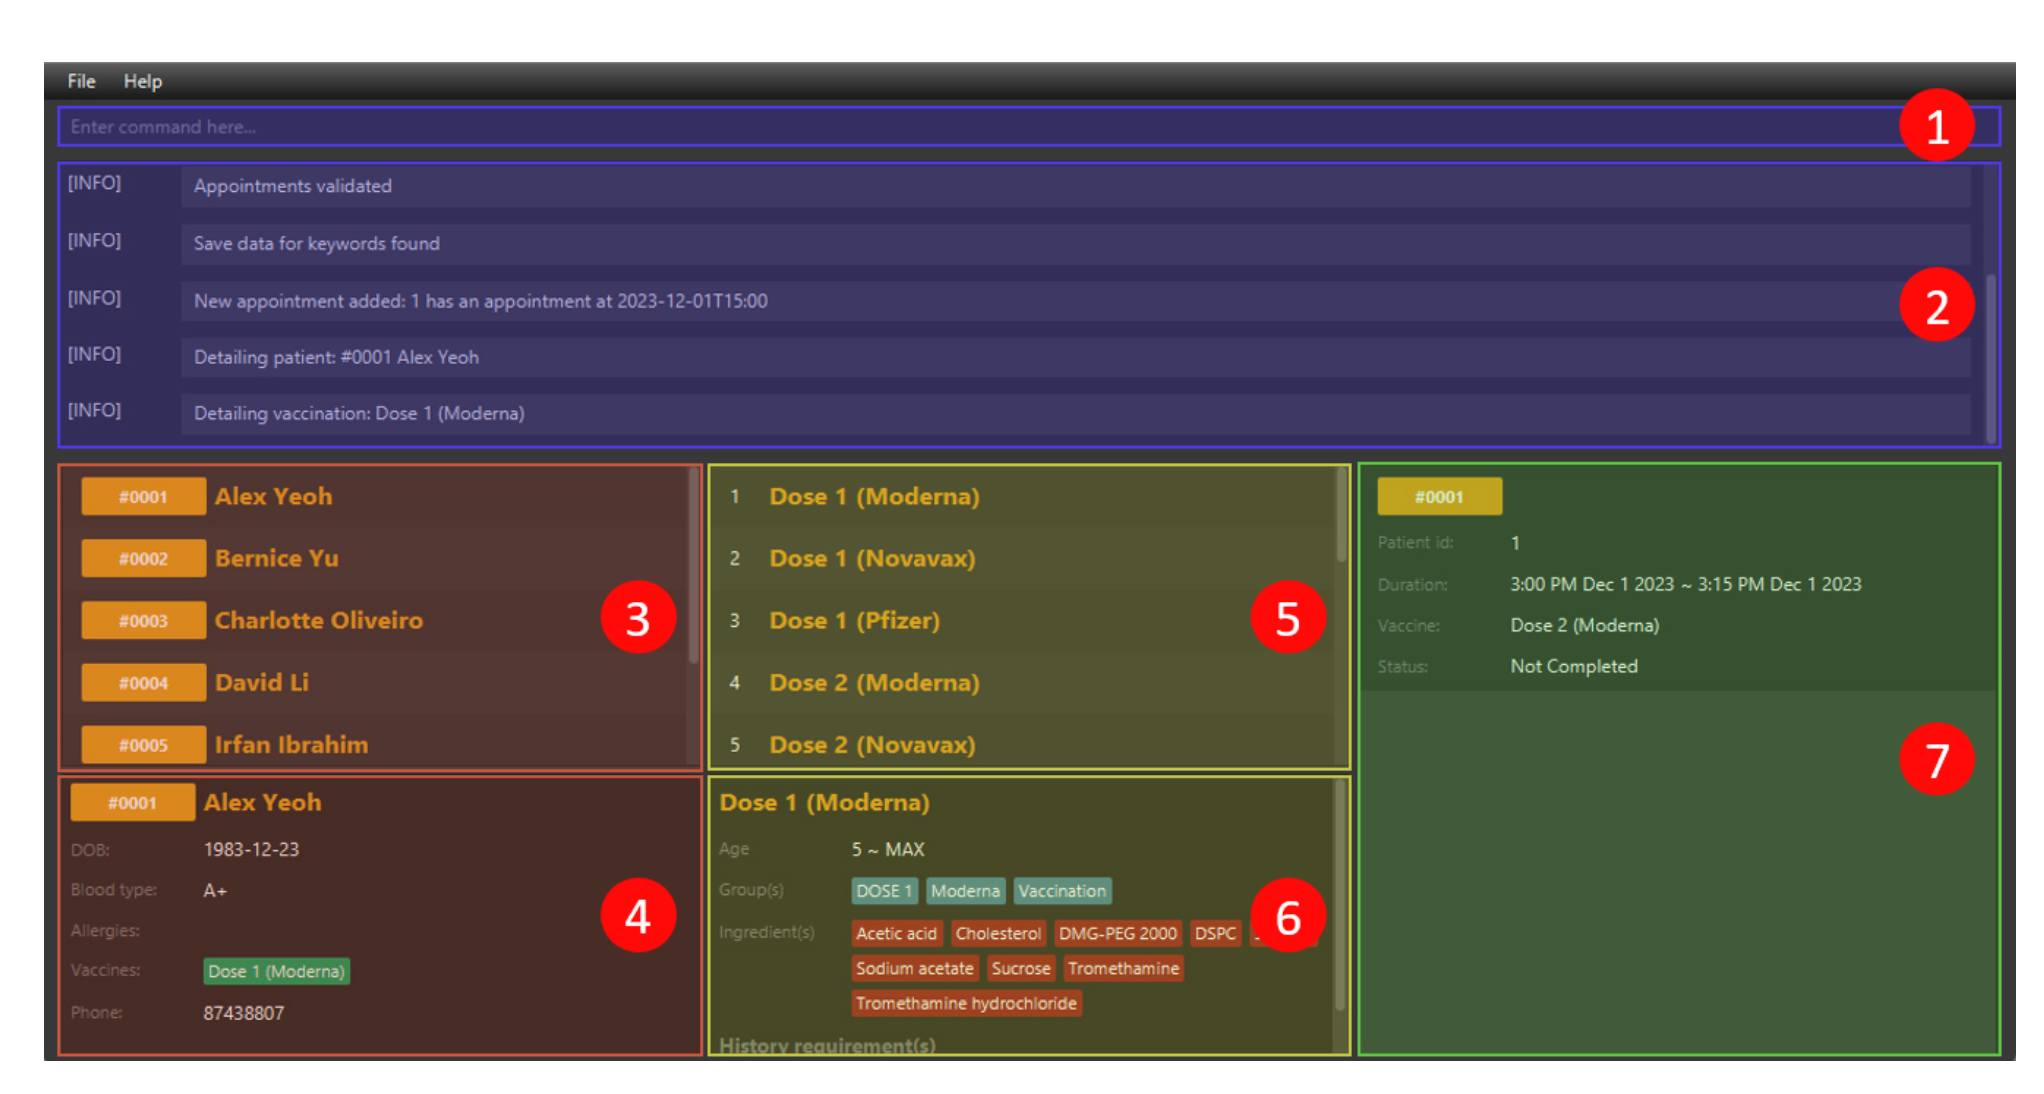 File Help
Enter command here...
1
[INFO] Appointments validated
[INFO] Save data for keywords found
[INFO] New appointment added: 1 has an appointment at 2023-12-01T15:00
2
[INFO] Detailing patient: #0001 Alex Yeoh
[INFO] Detailing vaccination: Dose 1 (Moderna)
#0001 Alex Yeoh
#0002 Bernice Yu
#0003 Charlotte Oliveiro
3
#0004 David Li
#0005 Irfan Ibrahim
#0001 Alex Yeoh
DOB: 1983-12-23
Blood type: A+
4
Allergies:
Vaccines: Dose 1 (Moderna)
Phone: 87438807
1 Dose 1 (Moderna)
2 Dose 1 (Novavax)
3 Dose 1 (Pfizer)
5
4 Dose 2 (Moderna)
5 Dose 2 (Novavax)
Dose 1 (Moderna)
Age 5 ~ MAX
Group(s) DOSE 1 Moderna Vaccination
6
Ingredient(s) Acetic acid Cholesterol DMG-PEG 2000 DSPC
Sodium acetate Sucrose Tromethamine
Tromethamine hydrochloride
History requirement(s)
#0001
Patient id: 1
Duration: 3:00 PM Dec 1 2023 ~ 3:15 PM Dec 1 2023
Vaccine: Dose 2 (Moderna)
Status: Not Completed
7